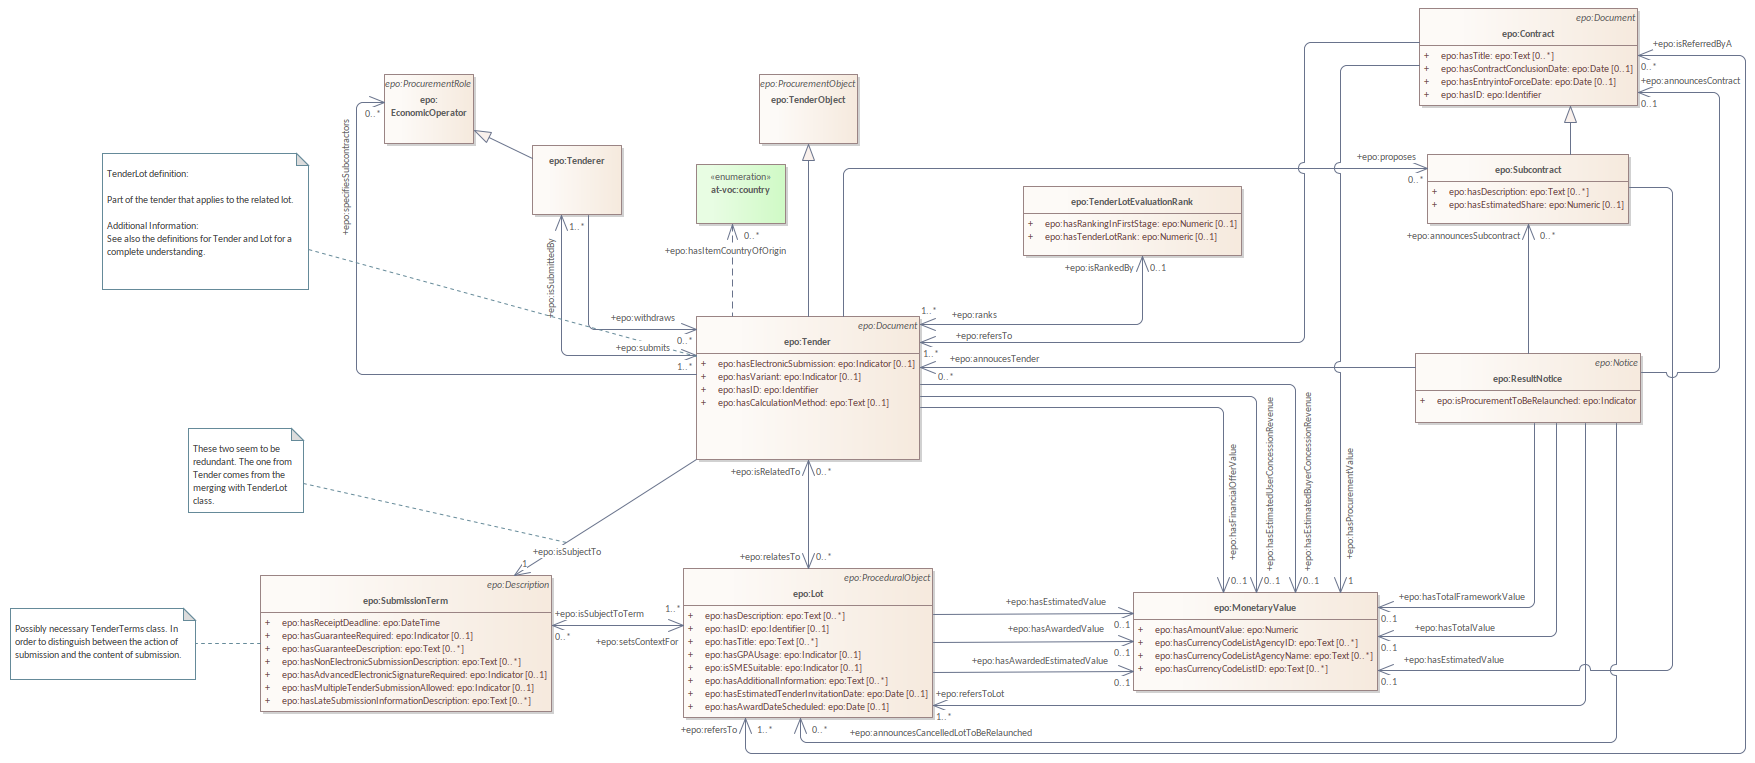 epo:Document
epo:Contract
+ epo:hasTitle: epo:Text [0..*]
+ epo:hasContractConclusionDate: epo:Date [0..1]
+ epo:hasEntryintoForceDate: epo:Date [0..1]
+ epo:hasID: epo:Identifier
+epo:isReferredByA
0..*
+epo:announcesContract
0..1
epo:ProcurementRole
epo:
EconomicOperator
0..*
+epo:specifiesSubcontractors
epo:ProcurementObject
epo:TenderObject
epo:Tenderer
1..*
+epo:isSubmittedBy
«enumeration»
at-voc:country
0..*
+epo:hasItemCountryOfOrigin
TenderLot definition:
Part of the tender that applies to the related lot.
Additional Information:
See also the definitions for Tender and Lot for a
complete understanding.
+epo:proposes
0..*
epo:Subcontract
+ epo:hasDescription: epo:Text [0..*]
+ epo:hasEstimatedShare: epo:Numeric [0..1]
+epo:announcesSubcontract
0..*
epo:TenderLotEvaluationRank
+ epo:hasRankingInFirstStage: epo:Numeric [0..1]
+ epo:hasTenderLotRank: epo:Numeric [0..1]
+epo:isRankedBy
0..1
+epo:withdraws
0..*
+epo:submits
1..*
epo:Document
epo:Tender
+ epo:hasElectronicSubmission: epo:Indicator [0..1]
+ epo:hasVariant: epo:Indicator [0..1]
+ epo:hasID: epo:Identifier
+ epo:hasCalculationMethod: epo:Text [0..1]
1..*
+epo:ranks
+epo:refersTo
1..*
+epo:annoucesTender
0..*
epo:Notice
epo:ResultNotice
+ epo:isProcurementToBeRelaunched: epo:Indicator
These two seem to be
redundant. The one from
Tender comes from the
merging with TenderLot
class.
+epo:isRelatedTo
0..*
+epo:hasFinancialOfferValue
+epo:hasEstimatedUserConcessionRevenue
+epo:hasEstimatedBuyerConcessionRevenue
+epo:hasProcurementValue
0..1
0..1
0..1
1
+epo:isSubjectTo
1
+epo:relatesTo
0..*
epo:Description
epo:SubmissionTerm
+ epo:hasReceiptDeadline: epo:DateTime
+ epo:hasGuaranteeRequired: epo:Indicator [0..1]
+ epo:hasGuaranteeDescription: epo:Text [0..*]
+ epo:hasNonElectronicSubmissionDescription: epo:Text [0..*]
+ epo:hasAdvancedElectronicSignatureRequired: epo:Indicator [0..1]
+ epo:hasMultipleTenderSubmissionAllowed: epo:Indicator [0..1]
+ epo:hasLateSubmissionInformationDescription: epo:Text [0..*]
Possibly necessary TenderTerms class. In
order to distinguish between the action of
submission and the content of submission.
+epo:isSubjectToTerm
0..*
1..*
+epo:setsContextFor
epo:ProceduralObject
epo:Lot
+ epo:hasDescription: epo:Text [0..*]
+ epo:hasID: epo:Identifier [0..1]
+ epo:hasTitle: epo:Text [0..*]
+ epo:hasGPAUsage: epo:Indicator [0..1]
+ epo:isSMESuitable: epo:Indicator [0..1]
+ epo:hasAdditionalInformation: epo:Text [0..*]
+ epo:hasEstimatedTenderInvitationDate: epo:Date [0..1]
+ epo:hasAwardDateScheduled: epo:Date [0..1]
+epo:hasEstimatedValue
0..1
+epo:hasAwardedValue
0..1
+epo:hasAwardedEstimatedValue
0..1
epo:MonetaryValue
+ epo:hasAmountValue: epo:Numeric
+ epo:hasCurrencyCodeListAgencyID: epo:Text [0..*]
+ epo:hasCurrencyCodeListAgencyName: epo:Text [0..*]
+ epo:hasCurrencyCodeListID: epo:Text [0..*]
+epo:hasTotalFrameworkValue
0..1
+epo:hasTotalValue
0..1
+epo:hasEstimatedValue
0..1
+epo:refersToLot
1..*
+epo:refersTo
1..*
0..*
+epo:announcesCancelledLotToBeRelaunched